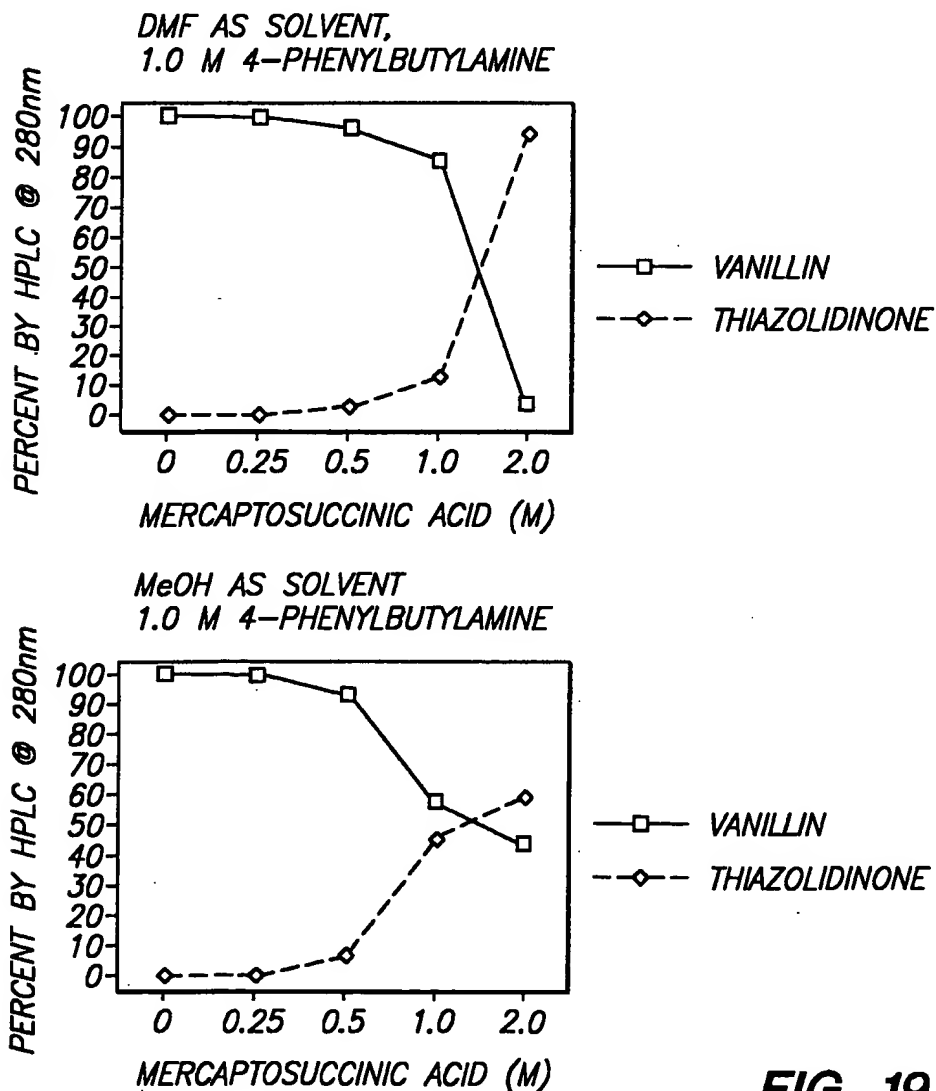 DMF AS SOLVENT,
1.0 M 4-PHENYLBUTYLAMINE
PERCENT BY HPLC @ 280nm
100
90
80
70
60
50
40
30
20
10
0
0 0.25 0.5 1.0 2.0
MERCAPTOSUCCINIC ACID (M)
VANILLIN
THIAZOLIDINONE
MeOH AS SOLVENT
1.0 M 4-PHENYLBUTYLAMINE
PERCENT BY HPLC @ 280nm
100
90
80
70
60
50
40
30
20
10
0
0 0.25 0.5 1.0 2.0
MERCAPTOSUCCINIC ACID (M)
VANILLIN
THIAZOLIDINONE